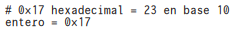 # 0x17 hexadecimal = 23 en base 10
entero = 0x17